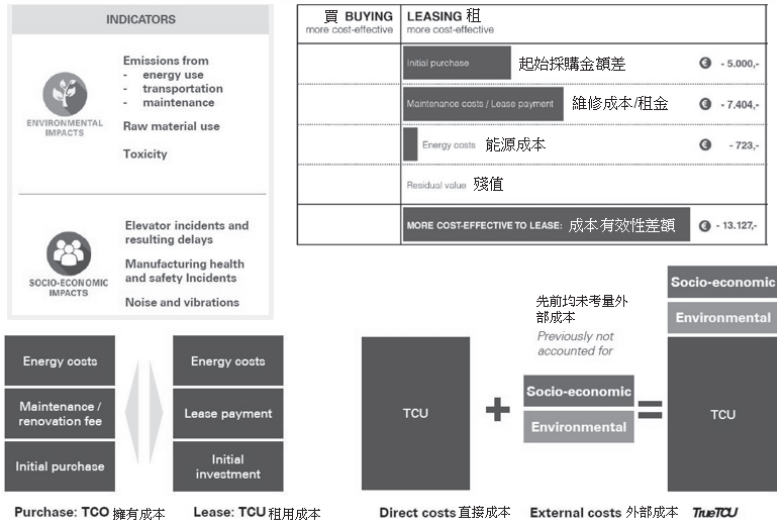 INDICATORS
Emissions from
- energy use
- transportation
- maintenance
Raw material use
Toxicity
ENVIRONMENTAL
IMPACTS
Elevator incidents and
resulting delays
Manufacturing health
and safety Incidents
Noise and vibrations
SOCIO-ECONOMIC
IMPACTS
買 BUYING
more cost-effective
LEASING 租
more cost-effective
Initial purchase 起始採購金額差 € - 5.000,-
Maintenance costs / Lease payment 維修成本/租金 € - 7.404,-
Energy costs 能源成本 € - 723,-
Residual value 殘值
MORE COST-EFFECTIVE TO LEASE: 成本有效性差額 € - 13.127,-
Energy costs
Maintenance /
renovation fee
Initial purchase
Purchase: TCO 擁有成本
Energy costs
Lease payment
Initial
investment
Lease: TCU 租用成本
TCU
Direct costs 直接成本
+
先前均未考量外
部成本
Previously not
accounted for
Socio-economic
Environmental
External costs 外部成本
=
Socio-economic
Environmental
TCU
TrueTCU